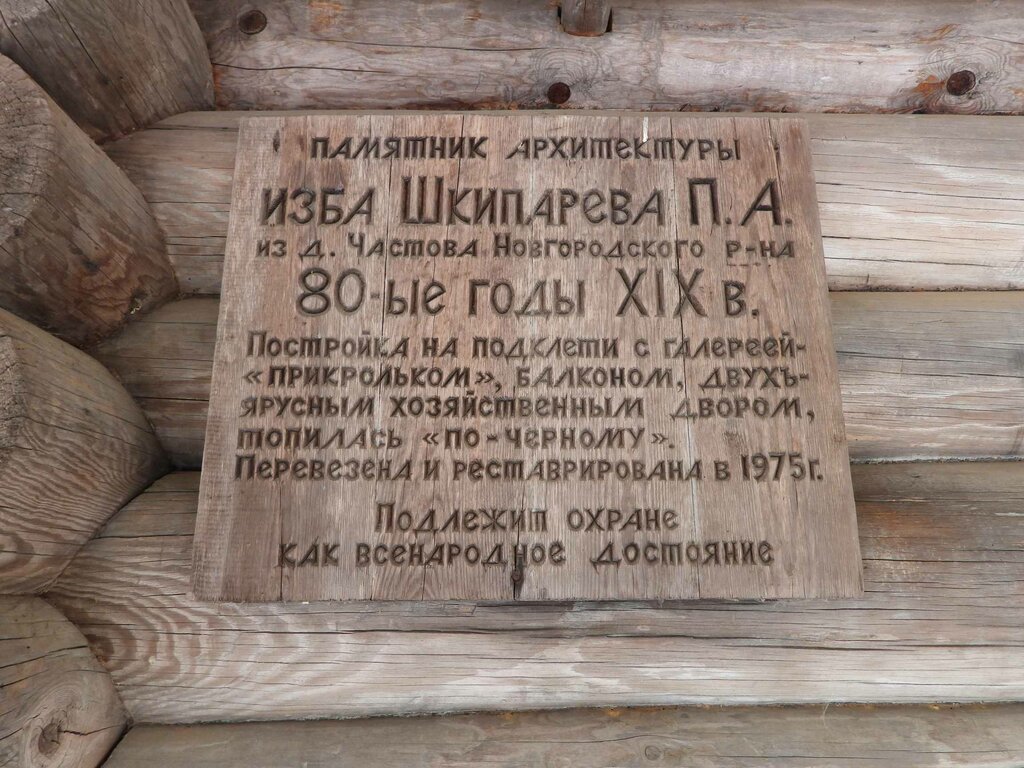 ПАМЯТНИК АРХИТЕКТУРЫ
ИЗБА ШКИПАРЕВА П.А.
ИЗ Д. ЧАСТОВА НОВГОРОДСКОГО Р-НА
80-ЫЕ ГОДЫ XIX В.
ПОСТРОЙКА НА ПОДКЛЕТИ С ГАЛЕРЕЕЙ-
«ПРИКРОЛЬКОМ», БАЛКОНОМ, ДВУХЪ-
ЯРУСНЫМ ХОЗЯЙСТВЕННЫМ ДВОРОМ,
ТОПИЛАСЬ «ПО-ЧЕРНОМУ».
ПЕРЕВЕЗЕНА И РЕСТАВРИРОВАНА В 1975Г.
ПОДЛЕЖИТ ОХРАНЕ
КАК ВСЕНАРОДНОЕ ДОСТОЯНИЕ